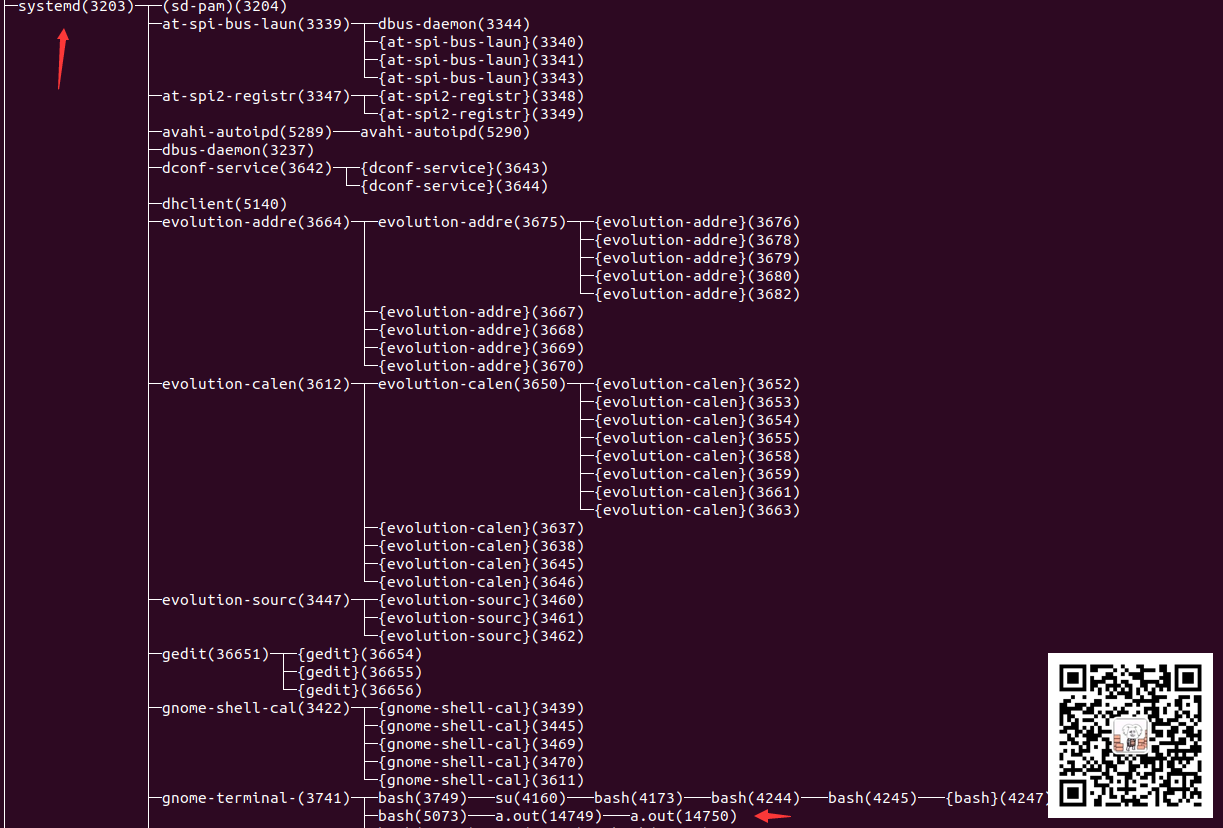 systemd(3203)─┬─(sd-pam)(3204)
├─at-spi-bus-laun(3339)─┬─dbus-daemon(3344)
├─{at-spi-bus-laun}(3340)
├─{at-spi-bus-laun}(3341)
└─{at-spi-bus-laun}(3343)
├─at-spi2-registr(3347)─┬─{at-spi2-registr}(3348)
└─{at-spi2-registr}(3349)
├─avahi-autoipd(5289)───avahi-autoipd(5290)
├─dbus-daemon(3237)
├─dconf-service(3642)─┬─{dconf-service}(3643)
└─{dconf-service}(3644)
├─dhclient(5140)
├─evolution-addre(3664)─┬─evolution-addre(3675)─┬─{evolution-addre}(3676)
├─{evolution-addre}(3678)
├─{evolution-addre}(3679)
├─{evolution-addre}(3680)
└─{evolution-addre}(3682)
├─{evolution-addre}(3667)
├─{evolution-addre}(3668)
├─{evolution-addre}(3669)
└─{evolution-addre}(3670)
├─evolution-calen(3612)─┬─evolution-calen(3650)─┬─{evolution-calen}(3652)
├─{evolution-calen}(3653)
├─{evolution-calen}(3654)
├─{evolution-calen}(3655)
├─{evolution-calen}(3658)
├─{evolution-calen}(3659)
├─{evolution-calen}(3661)
└─{evolution-calen}(3663)
├─{evolution-calen}(3637)
├─{evolution-calen}(3638)
├─{evolution-calen}(3645)
└─{evolution-calen}(3646)
├─evolution-sourc(3447)─┬─{evolution-sourc}(3460)
├─{evolution-sourc}(3461)
└─{evolution-sourc}(3462)
├─gedit(36651)─┬─{gedit}(36654)
├─{gedit}(36655)
└─{gedit}(36656)
├─gnome-shell-cal(3422)─┬─{gnome-shell-cal}(3439)
├─{gnome-shell-cal}(3445)
├─{gnome-shell-cal}(3469)
├─{gnome-shell-cal}(3470)
└─{gnome-shell-cal}(3611)
├─gnome-terminal-(3741)─┬─bash(3749)───su(4160)───bash(4173)───bash(4244)───bash(4245)───{bash}(4247)
├─bash(5073)───a.out(14749)───a.out(14750)